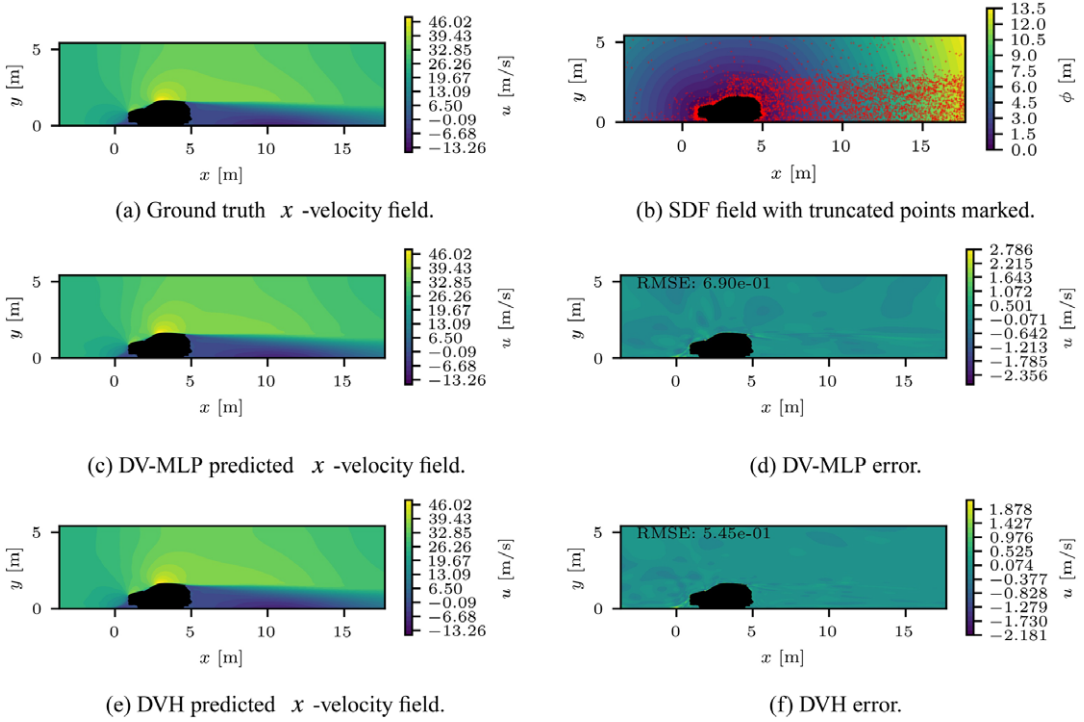 46.02
39.43
32.85
26.26
19.67
13.09
6.50
−0.09
−6.68
−13.26
u [m/s]
5
0
y [m]
0 5 10 15
x [m]
(a) Ground truth x -velocity field.
13.5
12.0
10.5
9.0
7.5
6.0
4.5
3.0
1.5
0.0
ϕ [m]
5
0
y [m]
0 5 10 15
x [m]
(b) SDF field with truncated points marked.
46.02
39.43
32.85
26.26
19.67
13.09
6.50
−0.09
−6.68
−13.26
u [m/s]
5
0
y [m]
0 5 10 15
x [m]
(c) DV-MLP predicted x -velocity field.
RMSE: 6.90e-01
2.786
2.215
1.643
1.072
0.501
−0.071
−0.642
−1.213
−1.785
−2.356
u [m/s]
5
0
y [m]
0 5 10 15
x [m]
(d) DV-MLP error.
46.02
39.43
32.85
26.26
19.67
13.09
6.50
−0.09
−6.68
−13.26
u [m/s]
5
0
y [m]
0 5 10 15
x [m]
(e) DVH predicted x -velocity field.
RMSE: 5.45e-01
1.878
1.427
0.976
0.525
0.074
−0.377
−0.828
−1.279
−1.730
−2.181
u [m/s]
5
0
y [m]
0 5 10 15
x [m]
(f) DVH error.